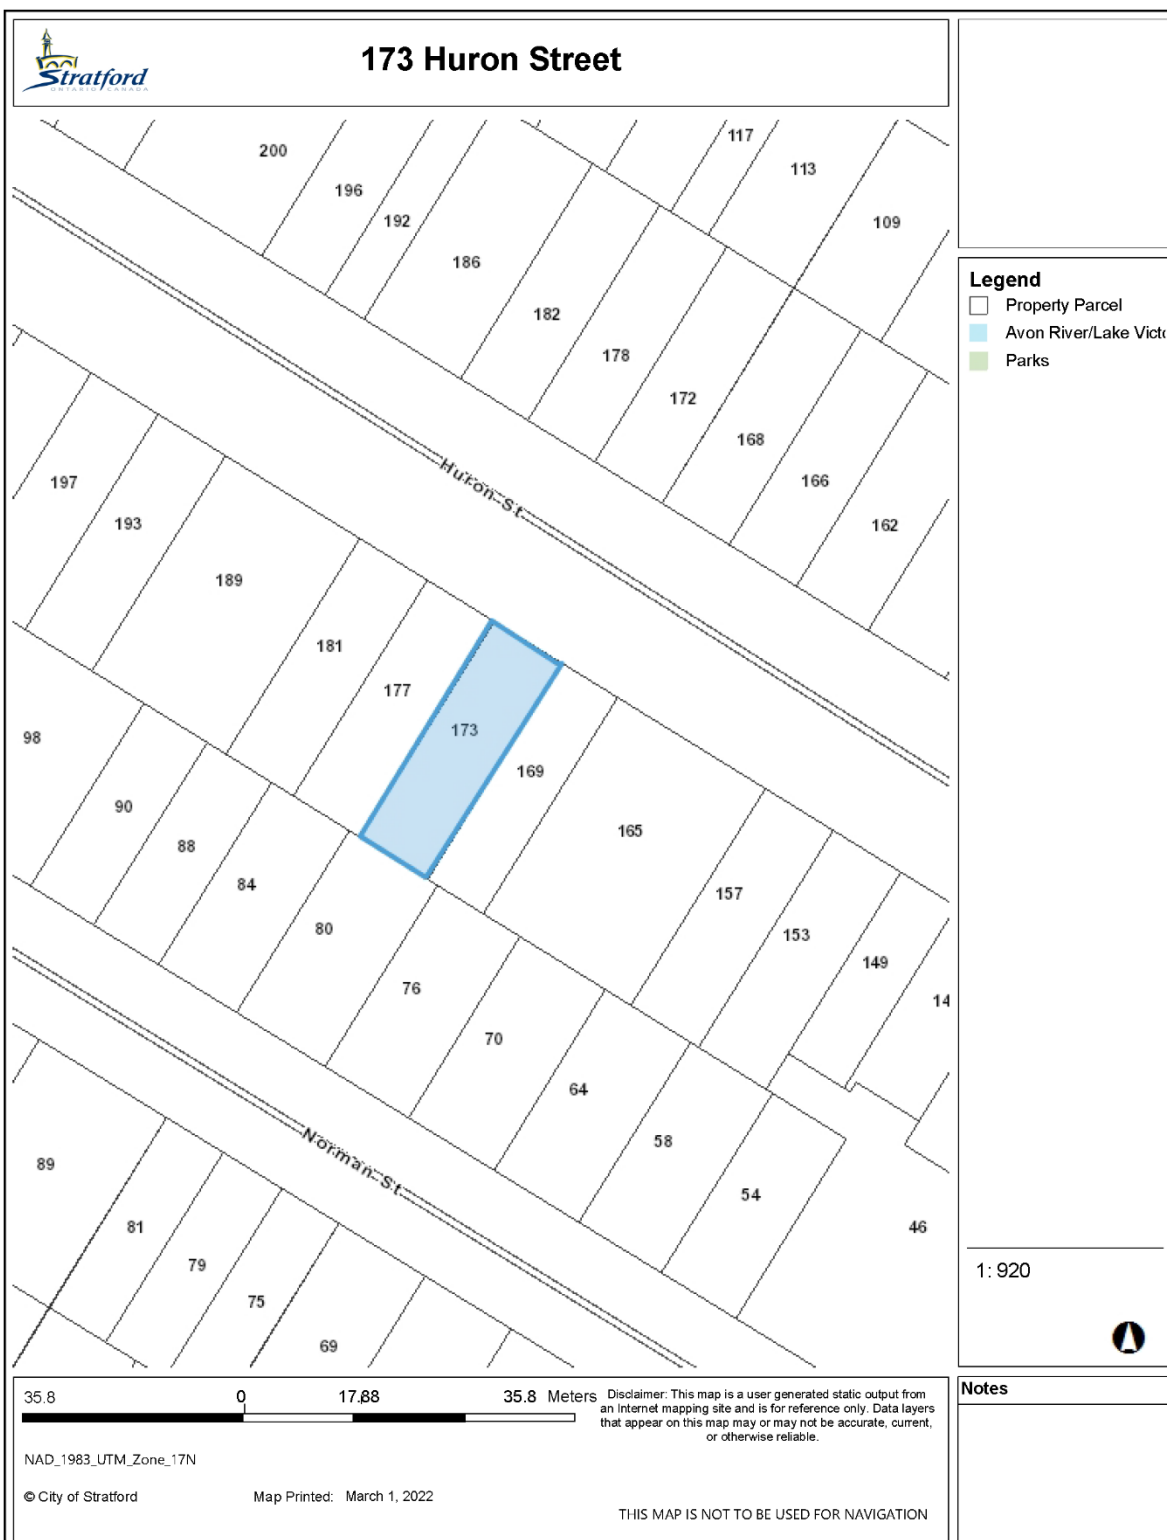 Stratford
ONTARIO CANADA
173 Huron Street
117
200
113
196
192
109
186
182
178
172
168
166
162
Huron St
197
193
189
181
177
173
169
165
157
153
149
14
98
90
88
84
80
76
70
64
58
54
46
Norman St
89
81
79
75
69
Legend
Property Parcel
Avon River/Lake Victo
Parks
1: 920
35.8 0 17.88 35.8 Meters
NAD_1983_UTM_Zone_17N
© City of Stratford Map Printed: March 1, 2022
Disclaimer: This map is a user generated static output from
an Internet mapping site and is for reference only. Data layers
that appear on this map may or may not be accurate, current,
or otherwise reliable.
THIS MAP IS NOT TO BE USED FOR NAVIGATION
Notes